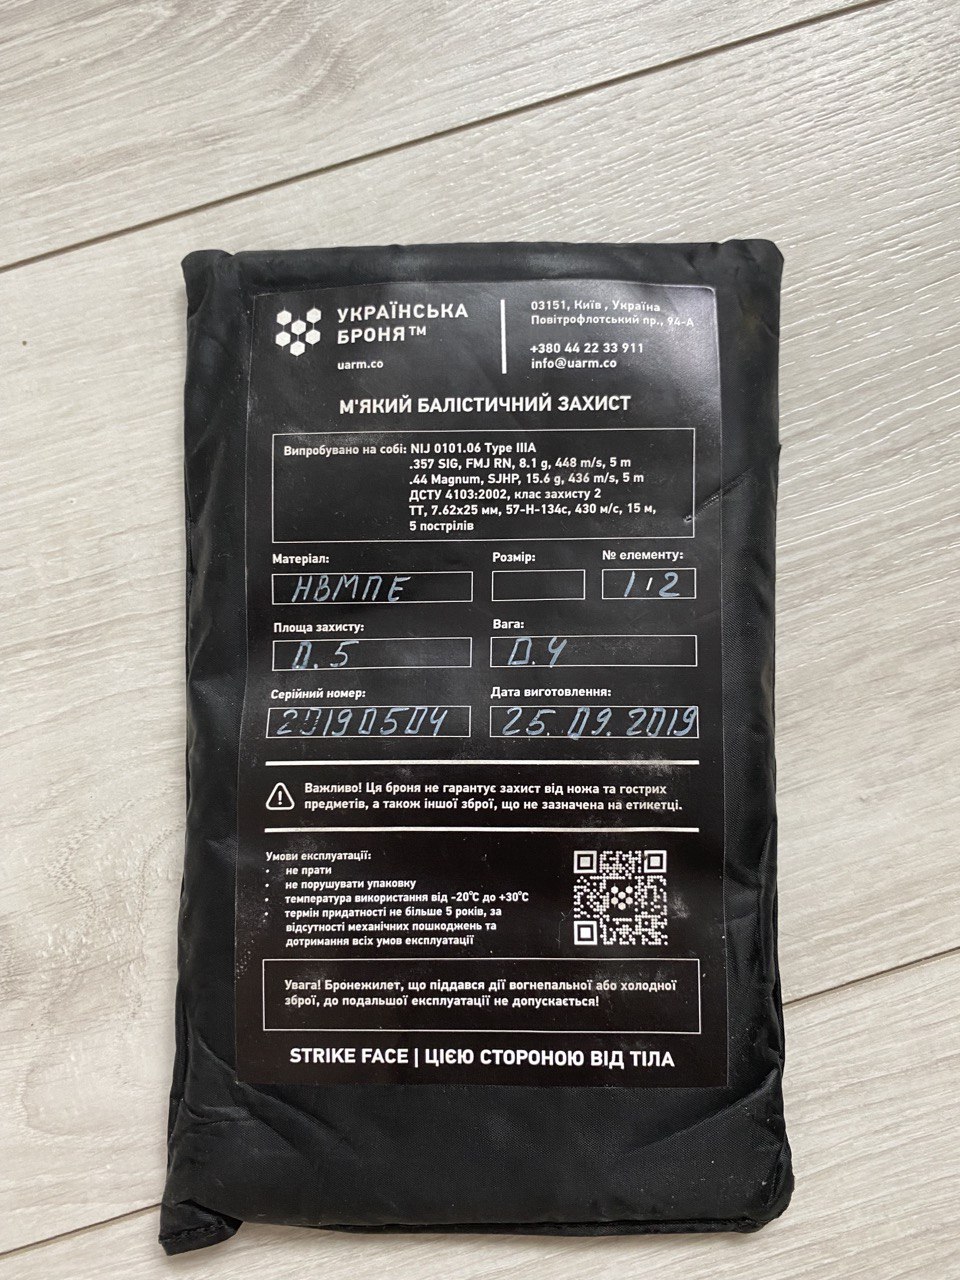 УКРАЇНСЬКА
БРОНЯ™
uarm.co
03151, Київ , Україна
Повітрофлотський пр., 94-А
+380 44 22 33 911
info@uarm.co
М'ЯКИЙ БАЛІСТИЧНИЙ ЗАХИСТ
Випробувано на собі: NIJ 0101.06 Type IIIA
.357 SIG, FMJ RN, 8.1 g, 448 m/s, 5 m
.44 Magnum, SJHP, 15.6 g, 436 m/s, 5 m
ДСТУ 4103:2002, клас захисту 2
ТТ, 7.62х25 мм, 57-Н-134с, 430 м/с, 15 м,
5 пострілів
Матеріал: Розмір: № елементу:
НВМПЕ 1,2
Площа захисту: Вага:
0.5 0.4
Серійний номер: Дата виготовлення:
20190504 25.09.2019
Важливо! Ця броня не гарантує захист від ножа та гострих
предметів, а також іншої зброї, що не зазначена на етикетці.
Умови експлуатації:
• не прати
• не порушувати упаковку
• температура використання від -20°С до +30°С
• термін придатності не більше 5 років, за
відсутності механічних пошкоджень та
дотримання всіх умов експлуатації
Увага! Бронежилет, що піддався дії вогнепальної або холодної
зброї, до подальшої експлуатації не допускається!
STRIKE FACE | ЦІЄЮ СТОРОНОЮ ВІД ТІЛА